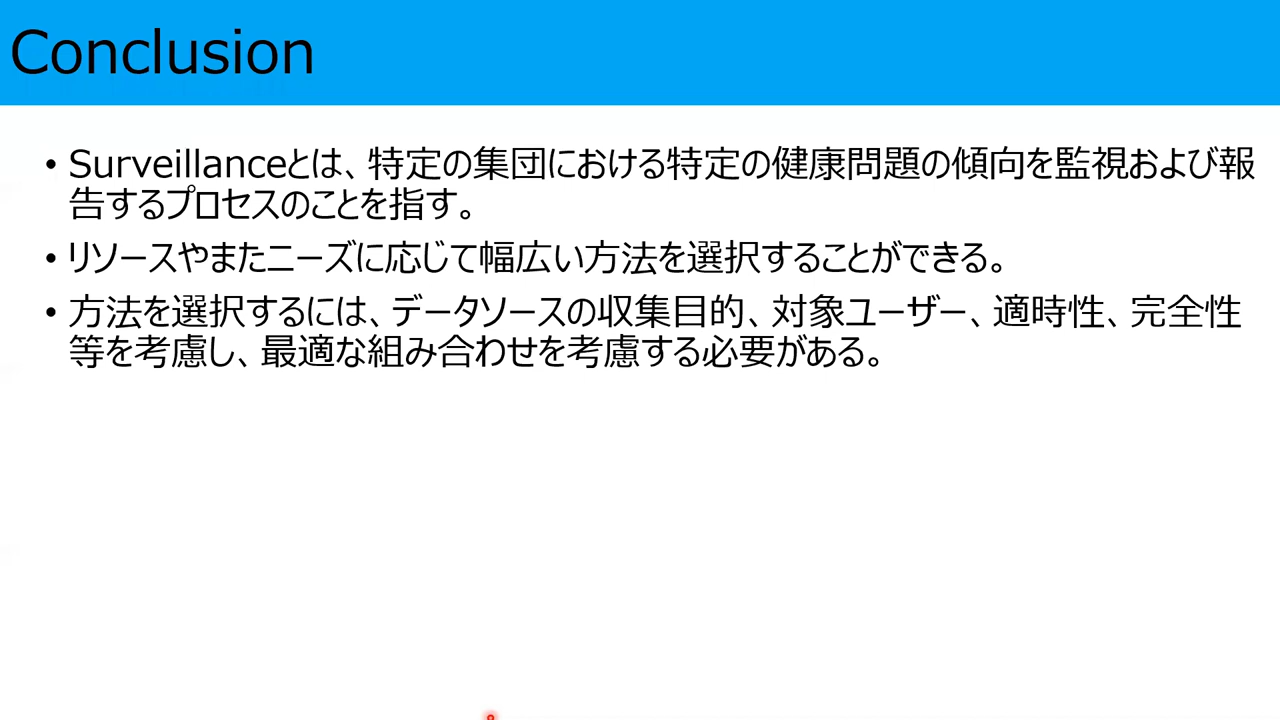 Conclusion
• Surveillanceとは、特定の集団における特定の健康問題の傾向を監視および報
告するプロセスのことを指す。
• リソースやまたニーズに応じて幅広い方法を選択することができる。
• 方法を選択するには、データソースの収集目的、対象ユーザー、適時性、完全性
等を考慮し、最適な組み合わせを考慮する必要がある。